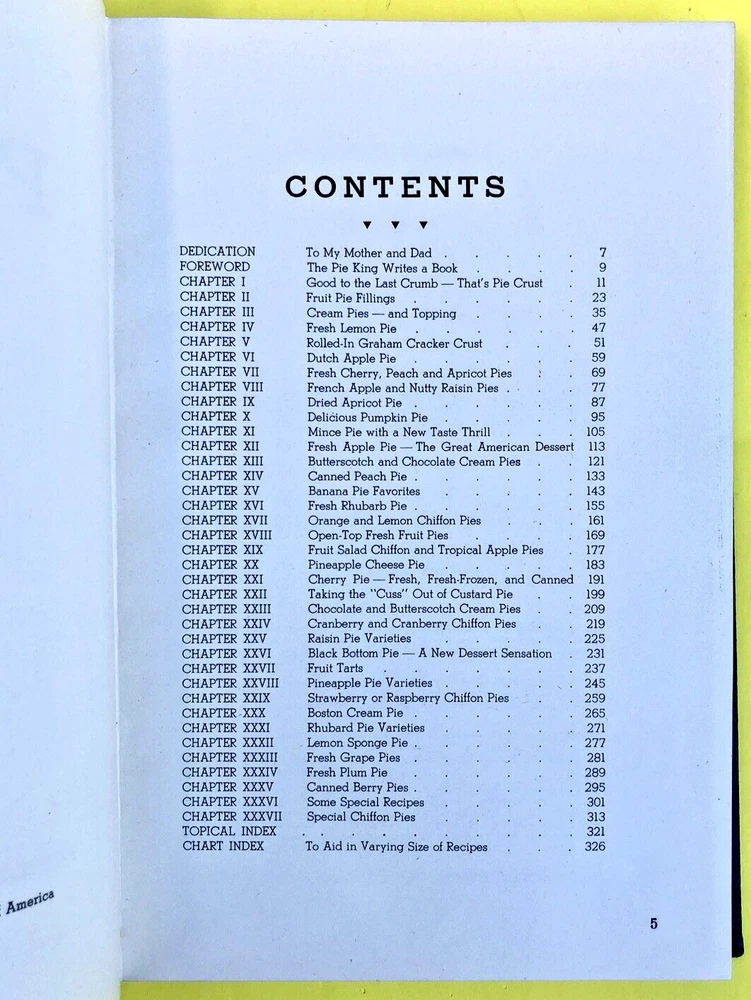 CONTENTS
DEDICATION To My Mother and Dad . . . . . 7
FOREWORD The Pie King Writes a Book . . . . 9
CHAPTER I Good to the Last Crumb — That's Pie Crust . 11
CHAPTER II Fruit Pie Fillings . . . . . . 23
CHAPTER III Cream Pies — and Topping . . . . 35
CHAPTER IV Fresh Lemon Pie . . . . . . 47
CHAPTER V Rolled-In Graham Cracker Crust . . . 51
CHAPTER VI Dutch Apple Pie . . . . . . 59
CHAPTER VII Fresh Cherry, Peach and Apricot Pies . . 69
CHAPTER VIII French Apple and Nutty Raisin Pies . . . 77
CHAPTER IX Dried Apricot Pie . . . . . . 87
CHAPTER X Delicious Pumpkin Pie . . . . . 95
CHAPTER XI Mince Pie with a New Taste Thrill . . . 105
CHAPTER XII Fresh Apple Pie — The Great American Dessert 113
CHAPTER XIII Butterscotch and Chocolate Cream Pies . . 121
CHAPTER XIV Canned Peach Pie . . . . . . 133
CHAPTER XV Banana Pie Favorites . . . . . 143
CHAPTER XVI Fresh Rhubarb Pie . . . . . . 155
CHAPTER XVII Orange and Lemon Chiffon Pies . . . 161
CHAPTER XVIII Open-Top Fresh Fruit Pies . . . . 169
CHAPTER XIX Fruit Salad Chiffon and Tropical Apple Pies . 177
CHAPTER XX Pineapple Cheese Pie . . . . . 183
CHAPTER XXI Cherry Pie — Fresh, Fresh-Frozen, and Canned 191
CHAPTER XXII Taking the "Cuss" Out of Custard Pie . . 199
CHAPTER XXIII Chocolate and Butterscotch Cream Pies . . 209
CHAPTER XXIV Cranberry and Cranberry Chiffon Pies . . 219
CHAPTER XXV Raisin Pie Varieties . . . . . 225
CHAPTER XXVI Black Bottom Pie — A New Dessert Sensation . 231
CHAPTER XXVII Fruit Tarts . . . . . . . 237
CHAPTER XXVIII Pineapple Pie Varieties . . . . . 245
CHAPTER XXIX Strawberry or Raspberry Chiffon Pies . . 259
CHAPTER XXX Boston Cream Pie . . . . . . 265
CHAPTER XXXI Rhubard Pie Varieties . . . . . 271
CHAPTER XXXII Lemon Sponge Pie . . . . . . 277
CHAPTER XXXIII Fresh Grape Pies . . . . . . 281
CHAPTER XXXIV Fresh Plum Pie . . . . . . 289
CHAPTER XXXV Canned Berry Pies . . . . . . 295
CHAPTER XXXVI Some Special Recipes . . . . . 301
CHAPTER XXXVII Special Chiffon Pies . . . . . 313
TOPICAL INDEX . . . . . . . . . . 321
CHART INDEX To Aid in Varying Size of Recipes . . . 326
5
America